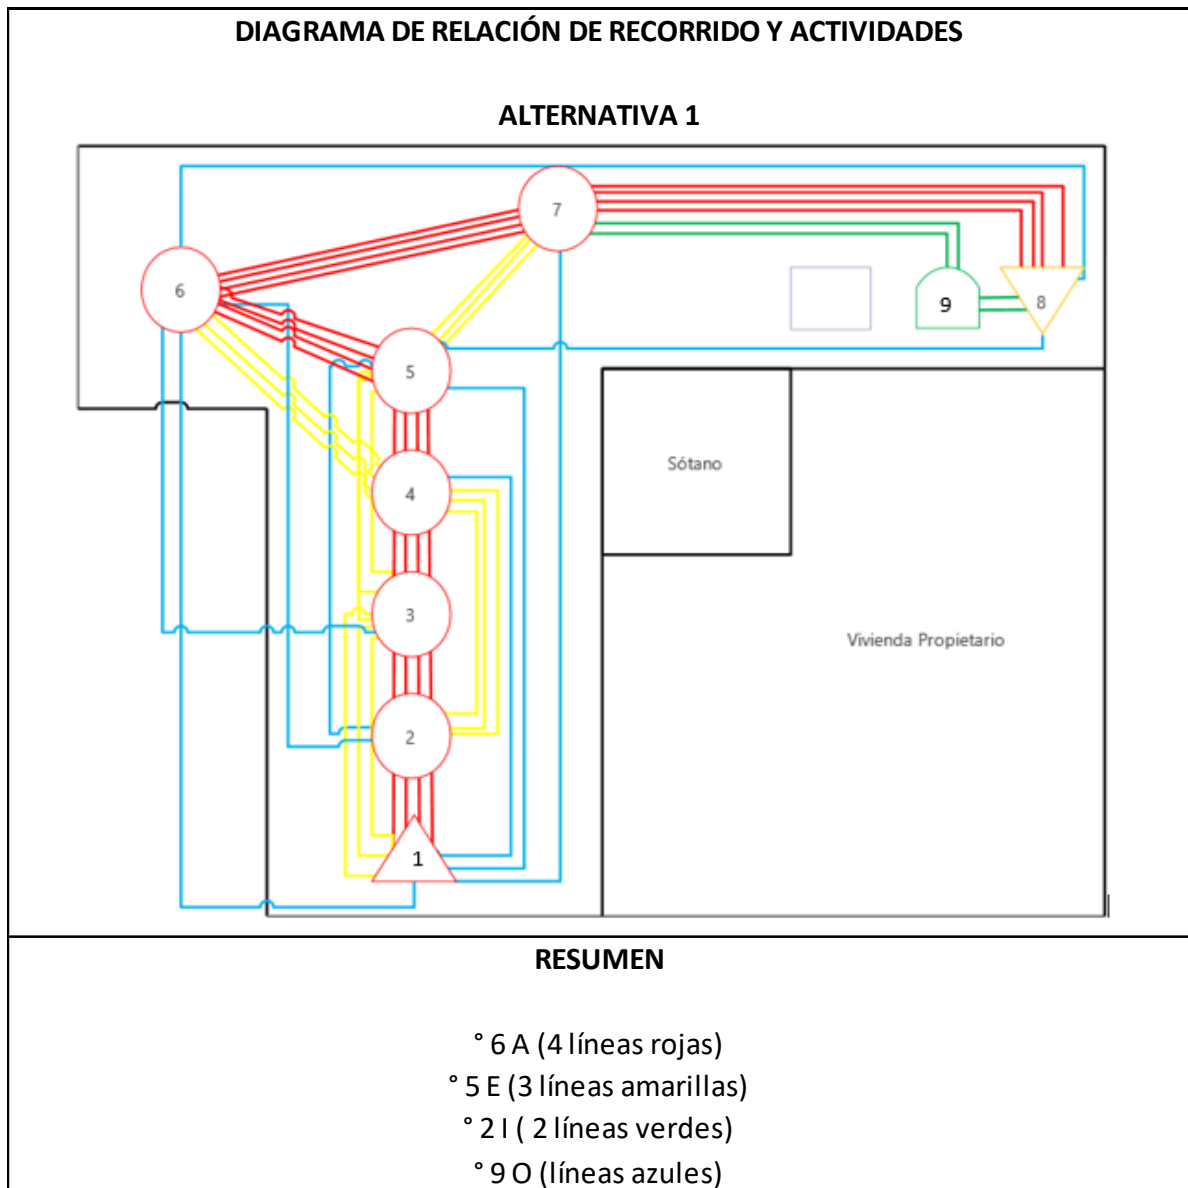 DIAGRAMA DE RELACIÓN DE RECORRIDO Y ACTIVIDADES
ALTERNATIVA 1
7
6
9
8
5
Sótano
4
3
Vivienda Propietario
2
1
RESUMEN
° 6 A (4 líneas rojas)
° 5 E (3 líneas amarillas)
° 2 I ( 2 líneas verdes)
° 9 O (líneas azules)